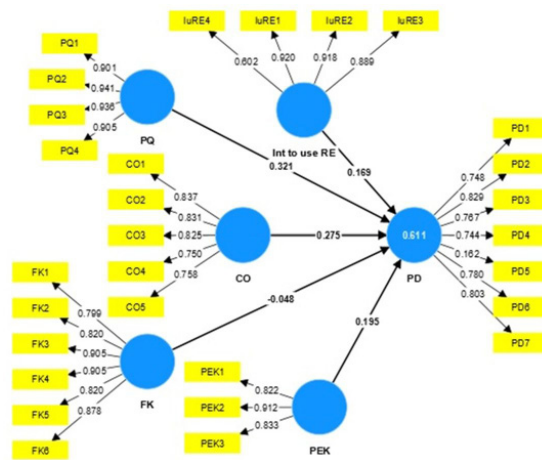 IuRE4
IuRE1
IuRE2
IuRE3
0.602
0.920
0.918
0.889
Int to use RE
PQ1
PQ2
PQ3
PQ4
0.901
0.941
0.936
0.905
PQ
0.321
0.169
CO1
CO2
CO3
CO4
CO5
0.837
0.831
0.825
0.750
0.758
CO
0.275
PD1
PD2
PD3
PD4
PD5
PD6
PD7
0.748
0.829
0.767
0.744
0.162
0.780
0.803
0.611
PD
FK1
FK2
FK3
FK4
FK5
FK6
0.799
0.820
0.905
0.905
0.820
0.878
FK
-0.048
0.195
PEK1
PEK2
PEK3
0.822
0.912
0.833
PEK